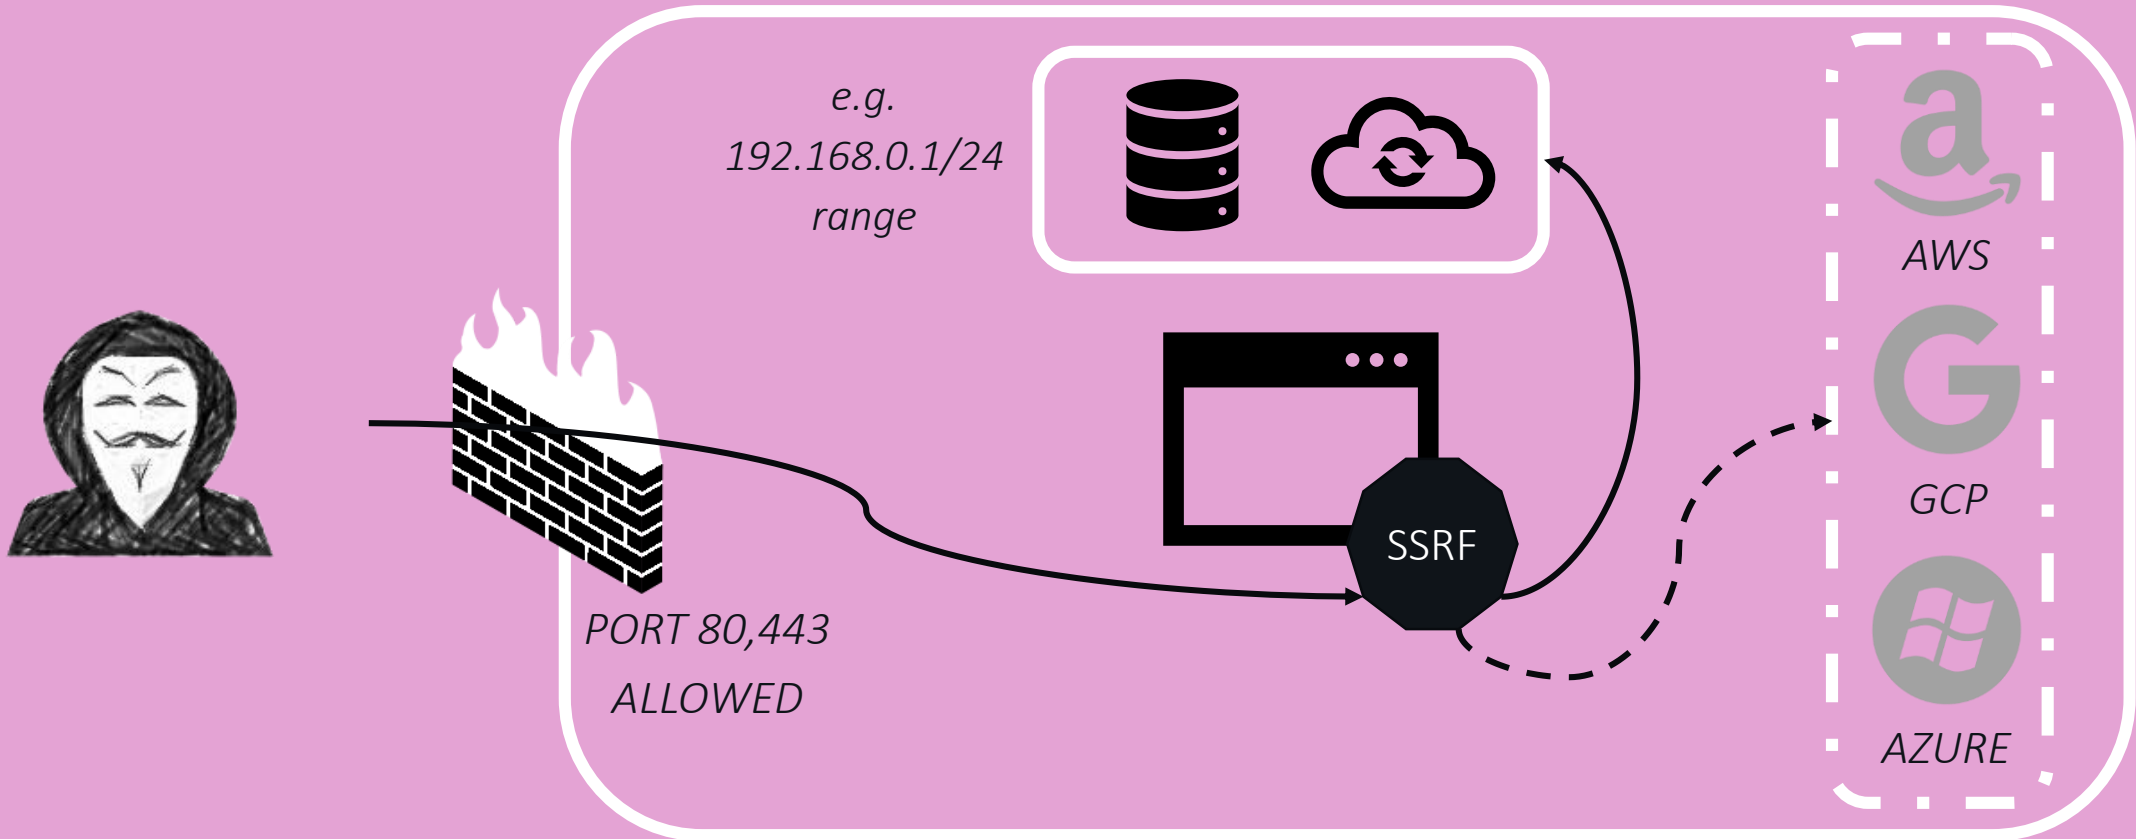 e.g.
192.168.0.1/24
range
AWS
GCP
SSRF
PORT 80,443
ALLOWED
AZURE